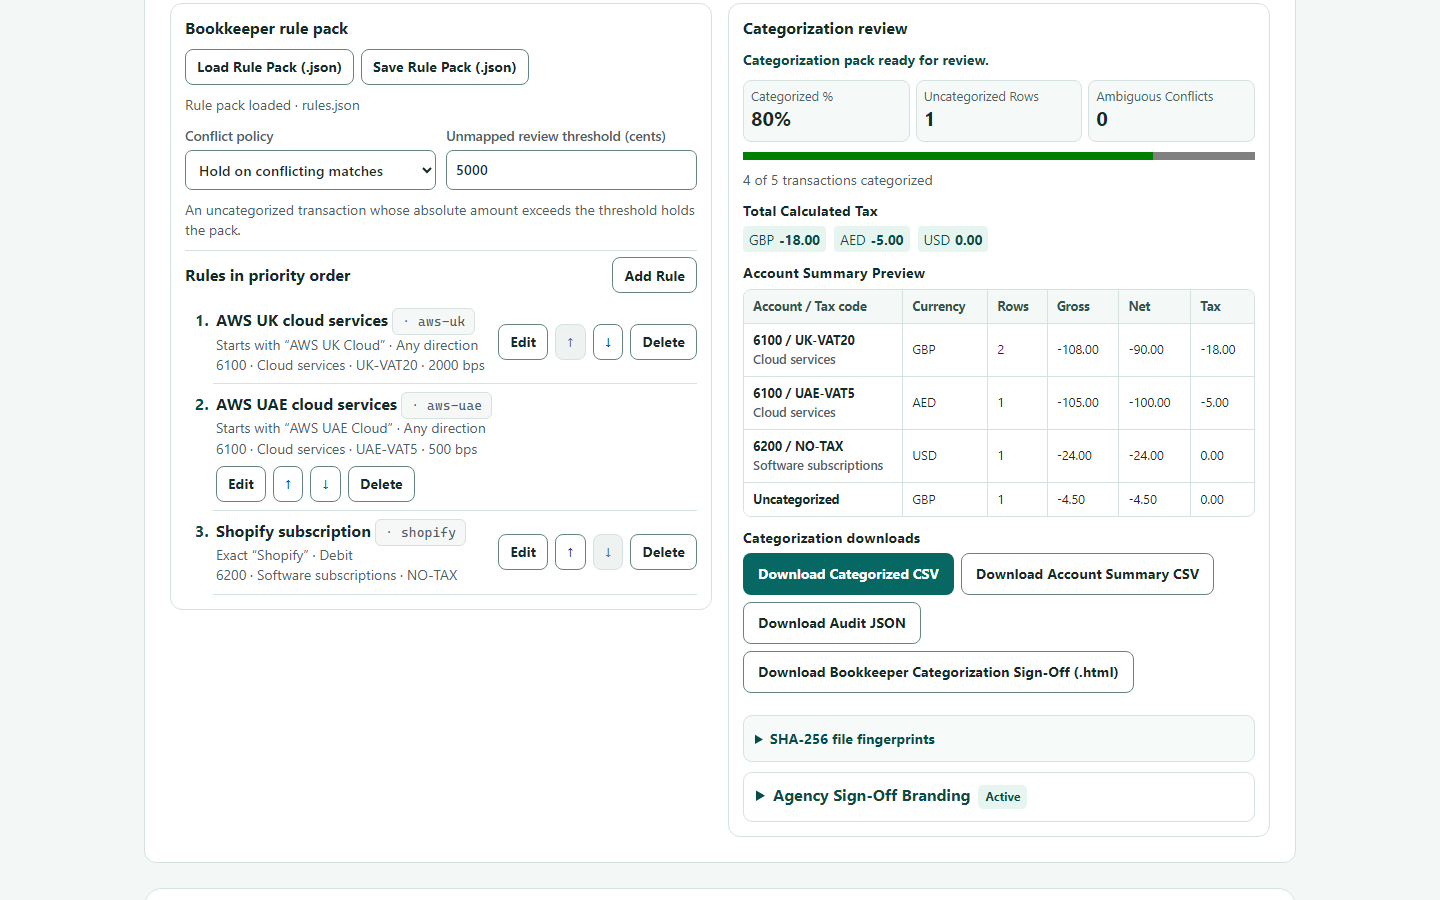 Bookkeeper rule pack
Load Rule Pack (.json) Save Rule Pack (.json)
Rule pack loaded · rules.json
Conflict policy Unmapped review threshold (cents)
Hold on conflicting matches 5000
An uncategorized transaction whose absolute amount exceeds the threshold holds
the pack.
Rules in priority order Add Rule
1. AWS UK cloud services · aws-uk
Starts with “AWS UK Cloud” · Any direction
6100 · Cloud services · UK-VAT20 · 2000 bps
Edit ↑ ↓ Delete
2. AWS UAE cloud services · aws-uae
Starts with “AWS UAE Cloud” · Any direction
6100 · Cloud services · UAE-VAT5 · 500 bps
Edit ↑ ↓ Delete
3. Shopify subscription · shopify
Exact “Shopify” · Debit
6200 · Software subscriptions · NO-TAX
Edit ↑ ↓ Delete
Categorization review
Categorization pack ready for review.
Categorized % Uncategorized Rows Ambiguous Conflicts
80% 1 0
4 of 5 transactions categorized
Total Calculated Tax
GBP -18.00 AED -5.00 USD 0.00
Account Summary Preview
Account / Tax code Currency Rows Gross Net Tax
6100 / UK-VAT20 GBP 2 -108.00 -90.00 -18.00
Cloud services
6100 / UAE-VAT5 AED 1 -105.00 -100.00 -5.00
Cloud services
6200 / NO-TAX USD 1 -24.00 -24.00 0.00
Software subscriptions
Uncategorized GBP 1 -4.50 -4.50 0.00
Categorization downloads
Download Categorized CSV Download Account Summary CSV
Download Audit JSON
Download Bookkeeper Categorization Sign-Off (.html)
▶ SHA-256 file fingerprints
▶ Agency Sign-Off Branding Active